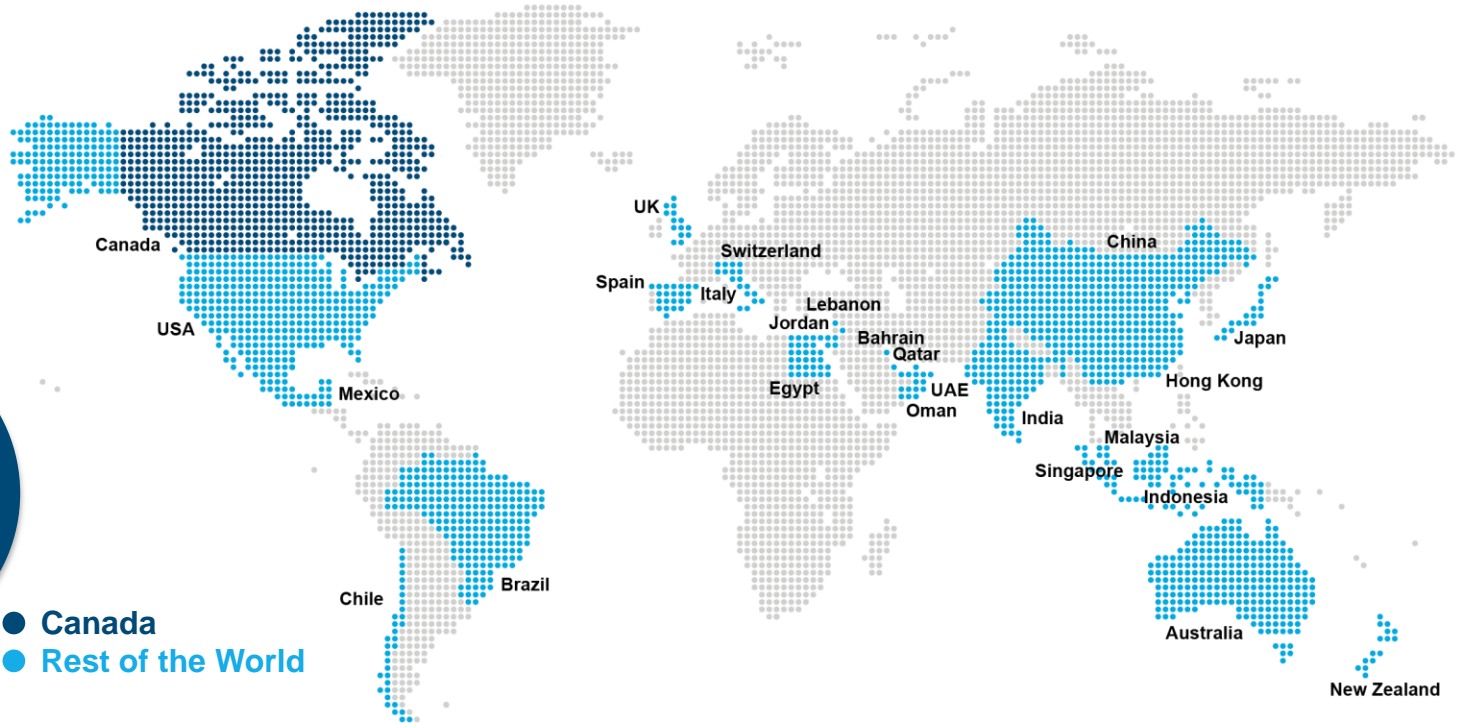 UK
Canada
China
Switzerland
Spain
Italy
Lebanon
Jordan
USA
Bahrain
Japan
Qatar
Hong Kong
Egypt
UAE
Mexico
Oman
India
Malaysia
Singapore
Indonesia
Brazil
Chile
Australia
New Zealand
Canada
Rest of the World